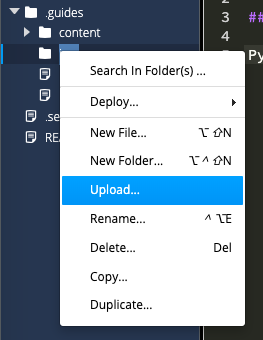 .guides
content
Search In Folder(s) ...
Deploy...
New File... ⌥⇧N
New Folder... ⌥^⇧N
Upload...
Rename... ^⌥E
Delete... Del
Copy...
Duplicate...
.se
REA
2
3 ##
4
Py